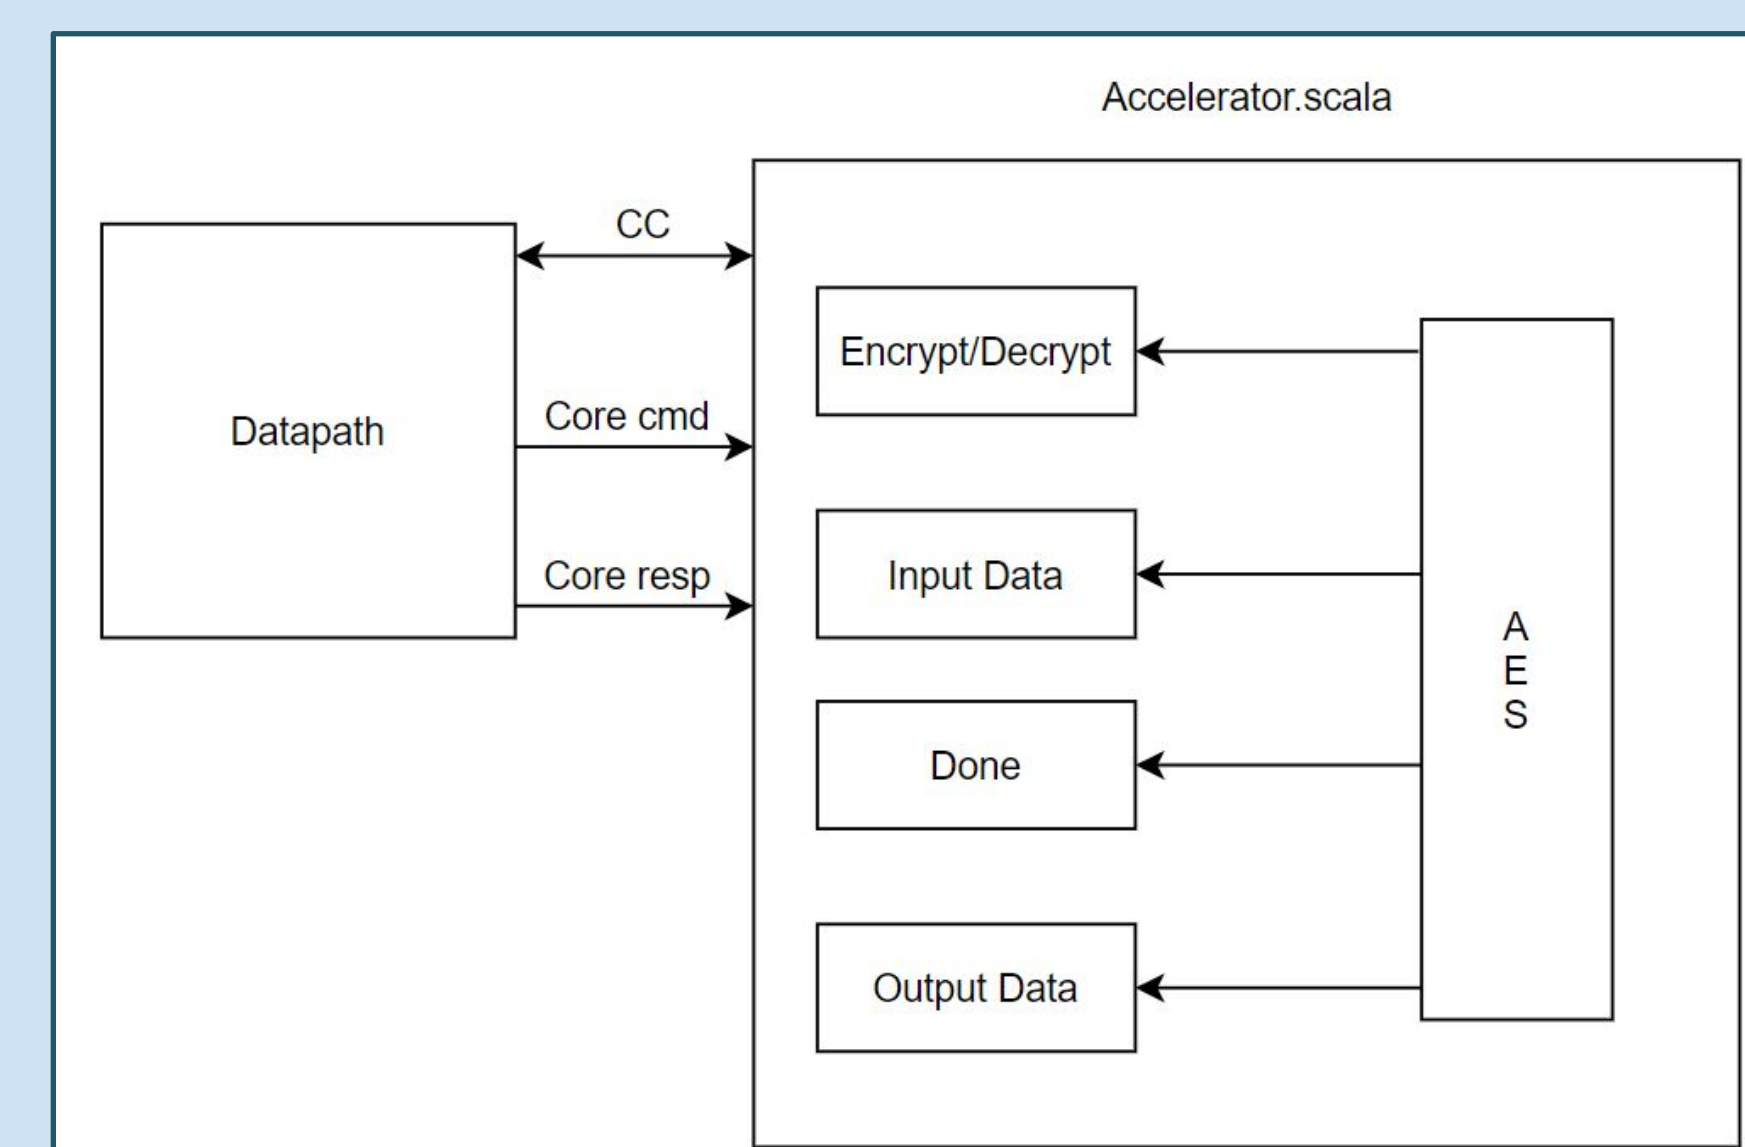 Accelerator.scala
CC
Datapath
Core cmd
Core resp
Encrypt/Decrypt
Input Data
Done
Output Data
A
E
S